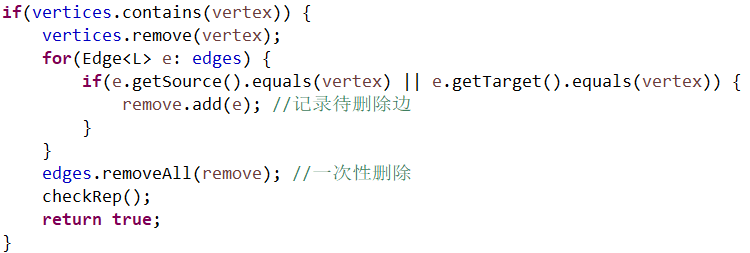 if(vertices.contains(vertex)) {
    vertices.remove(vertex);
    for(Edge<L> e: edges) {
        if(e.getSource().equals(vertex) || e.getTarget().equals(vertex)) {
            remove.add(e); //记录待删除边
        }
    }
    edges.removeAll(remove); //一次性删除
    checkRep();
    return true;
}